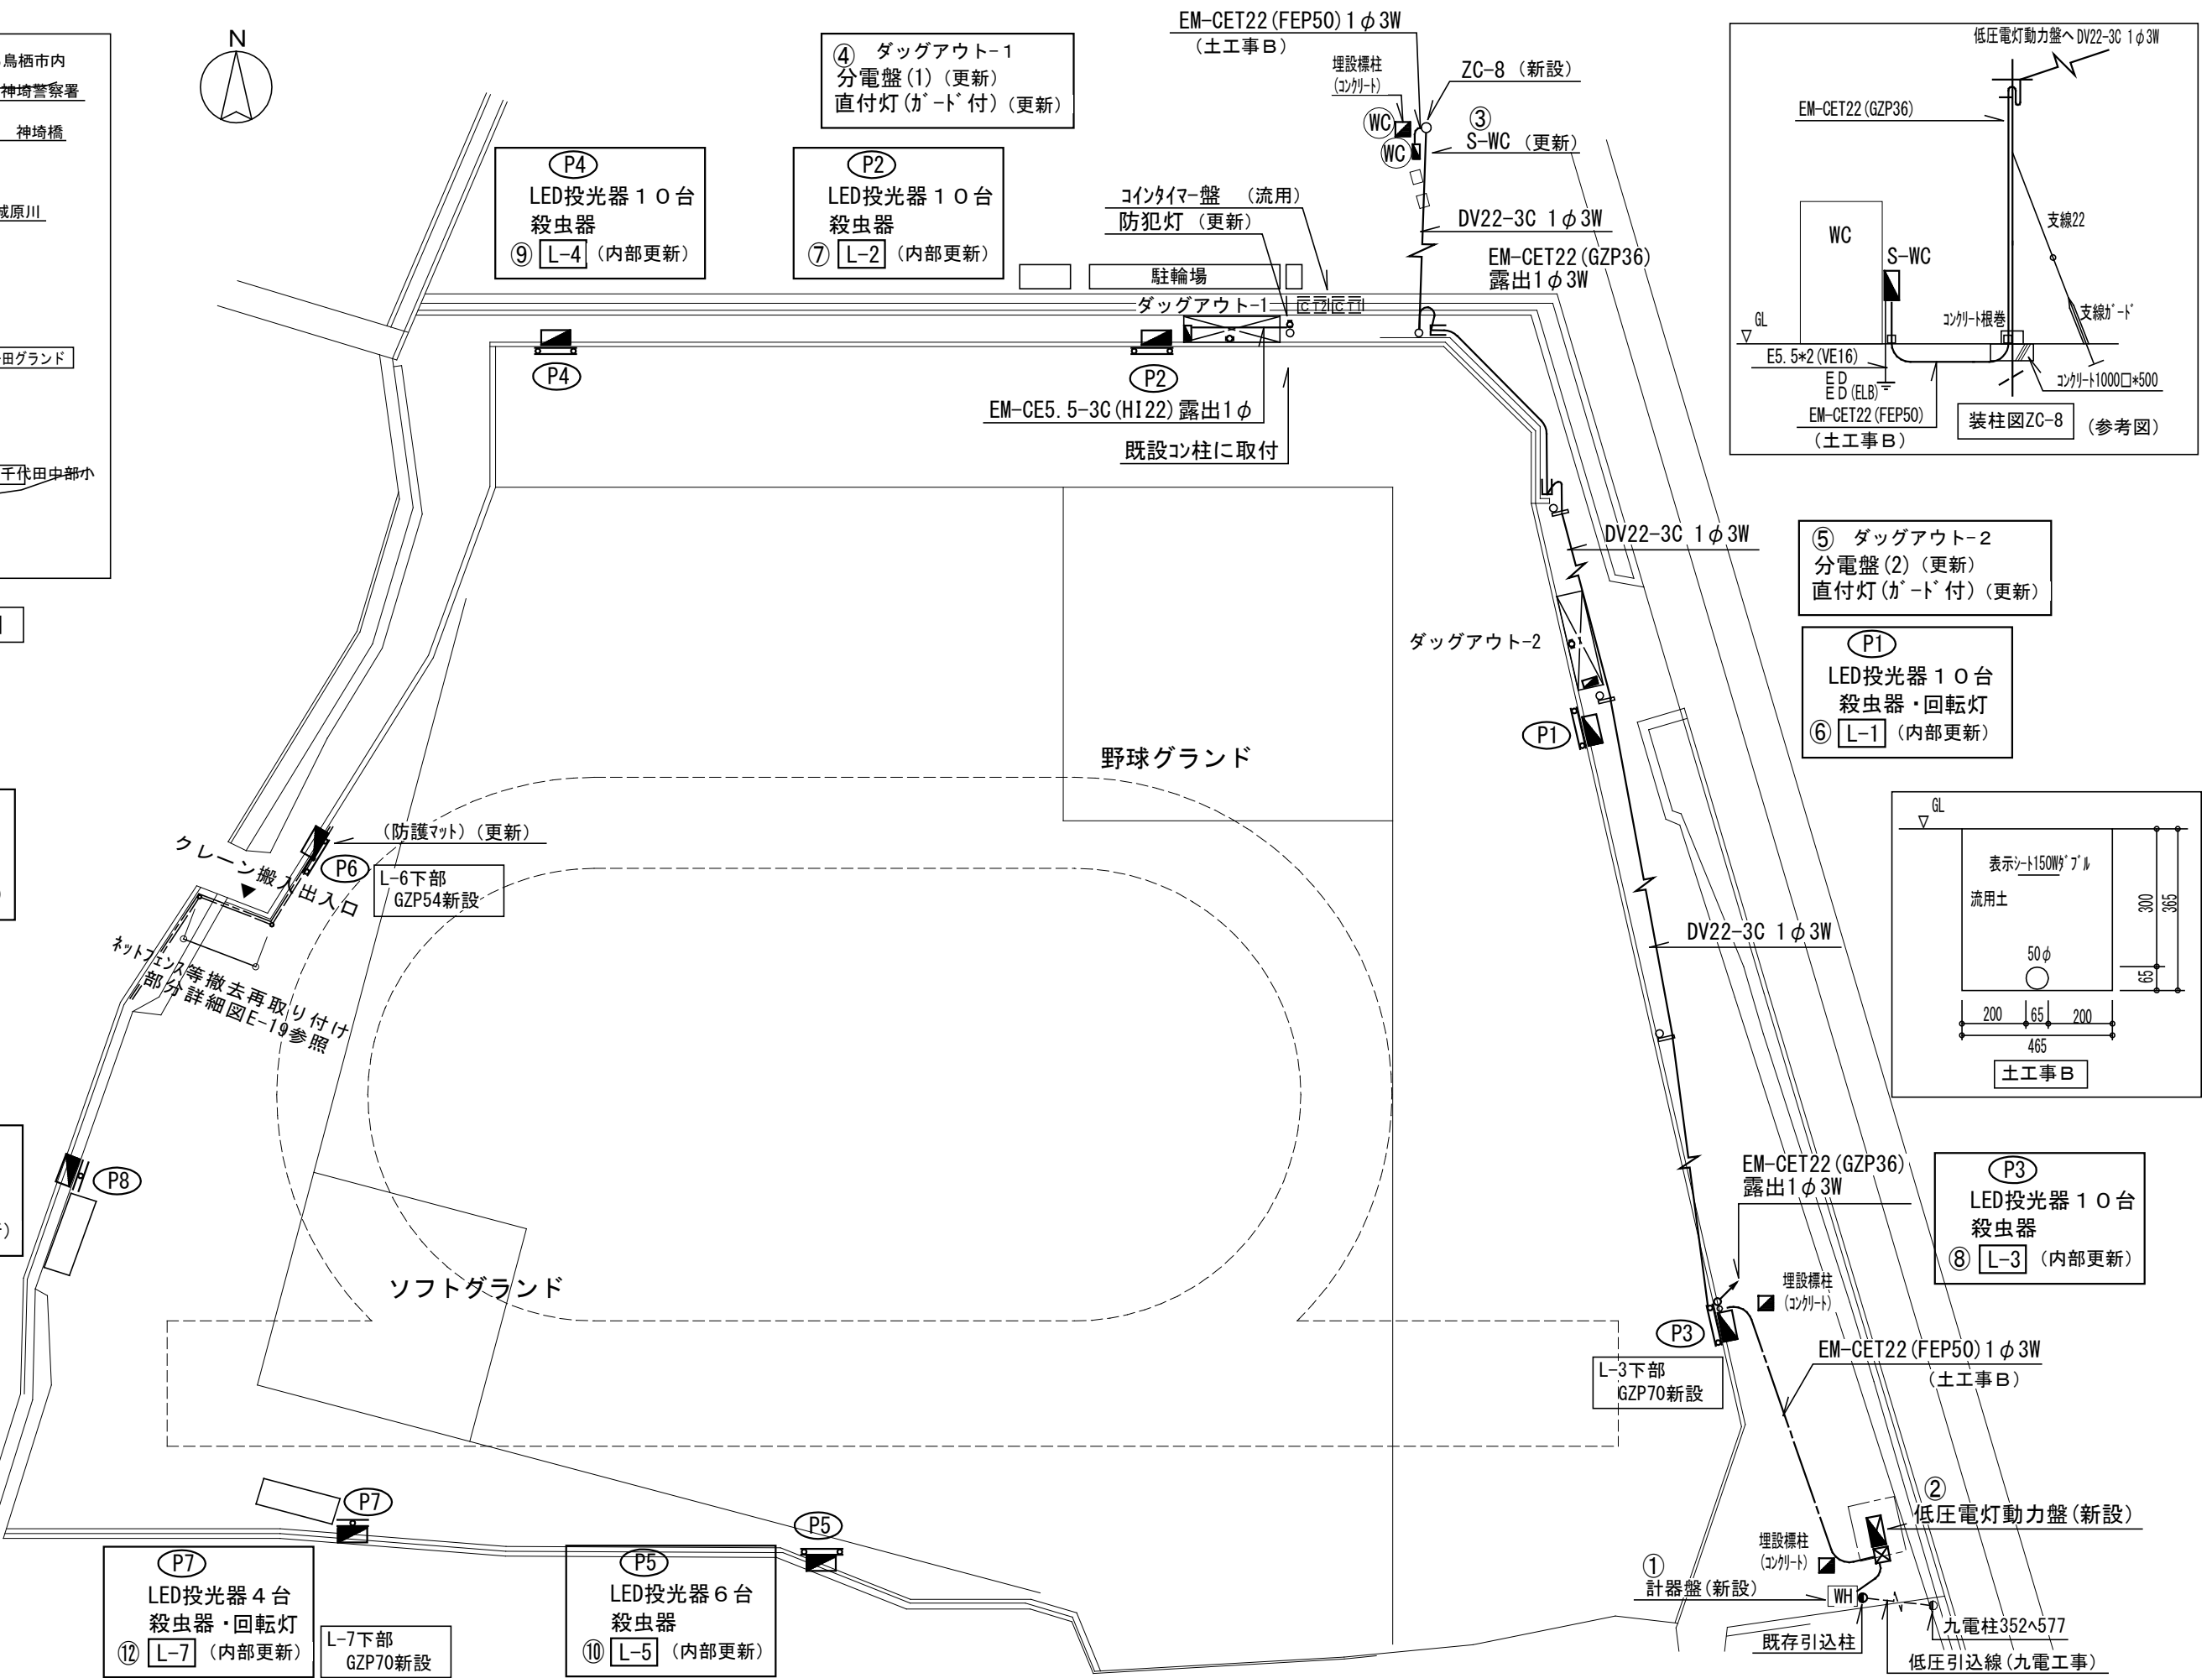 鳥栖市内
神埼警察署
神埼橋
城原川
田グランド
千代田中部小
N
④ ダッグアウト-1
分電盤(1)（更新）
直付灯(ｶﾞｰﾄﾞ付)（更新）
P4
LED投光器１０台
殺虫器
⑨ L-4 （内部更新）
P2
LED投光器１０台
殺虫器
⑦ L-2 （内部更新）
EM-CET22(FEP50)1φ3W
（土工事Ｂ）
埋設標柱
(ｺﾝｸﾘｰﾄ)
ZC-8（新設）
WC
WC
③
S-WC（更新）
ｺｲﾝﾀｲﾏｰ盤 （流用）
防犯灯（更新）
DV22-3C 1φ3W
EM-CET22(GZP36)
露出1φ3W
駐輪場
ダッグアウト-1
P4
P2
EM-CE5.5-3C(HI22)露出1φ
既設ｺﾝ柱に取付
低圧電灯動力盤へDV22-3C 1φ3W
EM-CET22(GZP36)
支線22
WC
S-WC
ｺﾝｸﾘｰﾄ根巻
支線ｶﾞｰﾄﾞ
GL
E5.5*2(VE16)
ED
ED(ELB)
ｺﾝｸﾘｰﾄ1000□*500
EM-CET22(FEP50)
（土工事Ｂ）
装柱図ZC-8 （参考図）
DV22-3C 1φ3W
⑤ ダッグアウト-２
分電盤(2)（更新）
直付灯(ｶﾞｰﾄﾞ付)（更新）
ダッグアウト-2
P1
LED投光器１０台
殺虫器・回転灯
⑥ L-1 （内部更新）
P1
野球グランド
GL
表示ｼｰﾄ150Wﾀﾞﾌﾞﾙ
流用土
50φ
300
365
65
200
65
200
465
土工事Ｂ
（防護ﾏｯﾄ）（更新）
P6
クレーン搬入出入口
L-6下部
GZP54新設
ﾈｯﾄﾌｪﾝｽ等撤去再取り付け
部分詳細図E-19参照
DV22-3C 1φ3W
P8
EM-CET22(GZP36)
露出1φ3W
P3
LED投光器１０台
殺虫器
⑧ L-3 （内部更新）
ソフトグランド
埋設標柱
(ｺﾝｸﾘｰﾄ)
P3
L-3下部
GZP70新設
EM-CET22(FEP50)1φ3W
（土工事Ｂ）
②
低圧電灯動力盤(新設)
埋設標柱
(ｺﾝｸﾘｰﾄ)
①
計器盤(新設)
WH
九電柱352ﾍ577
既存引込柱
低圧引込線(九電工事)
P7
P5
P7
LED投光器４台
殺虫器・回転灯
⑫ L-7 （内部更新）
L-7下部
GZP70新設
P5
LED投光器６台
殺虫器
⑩ L-5 （内部更新）